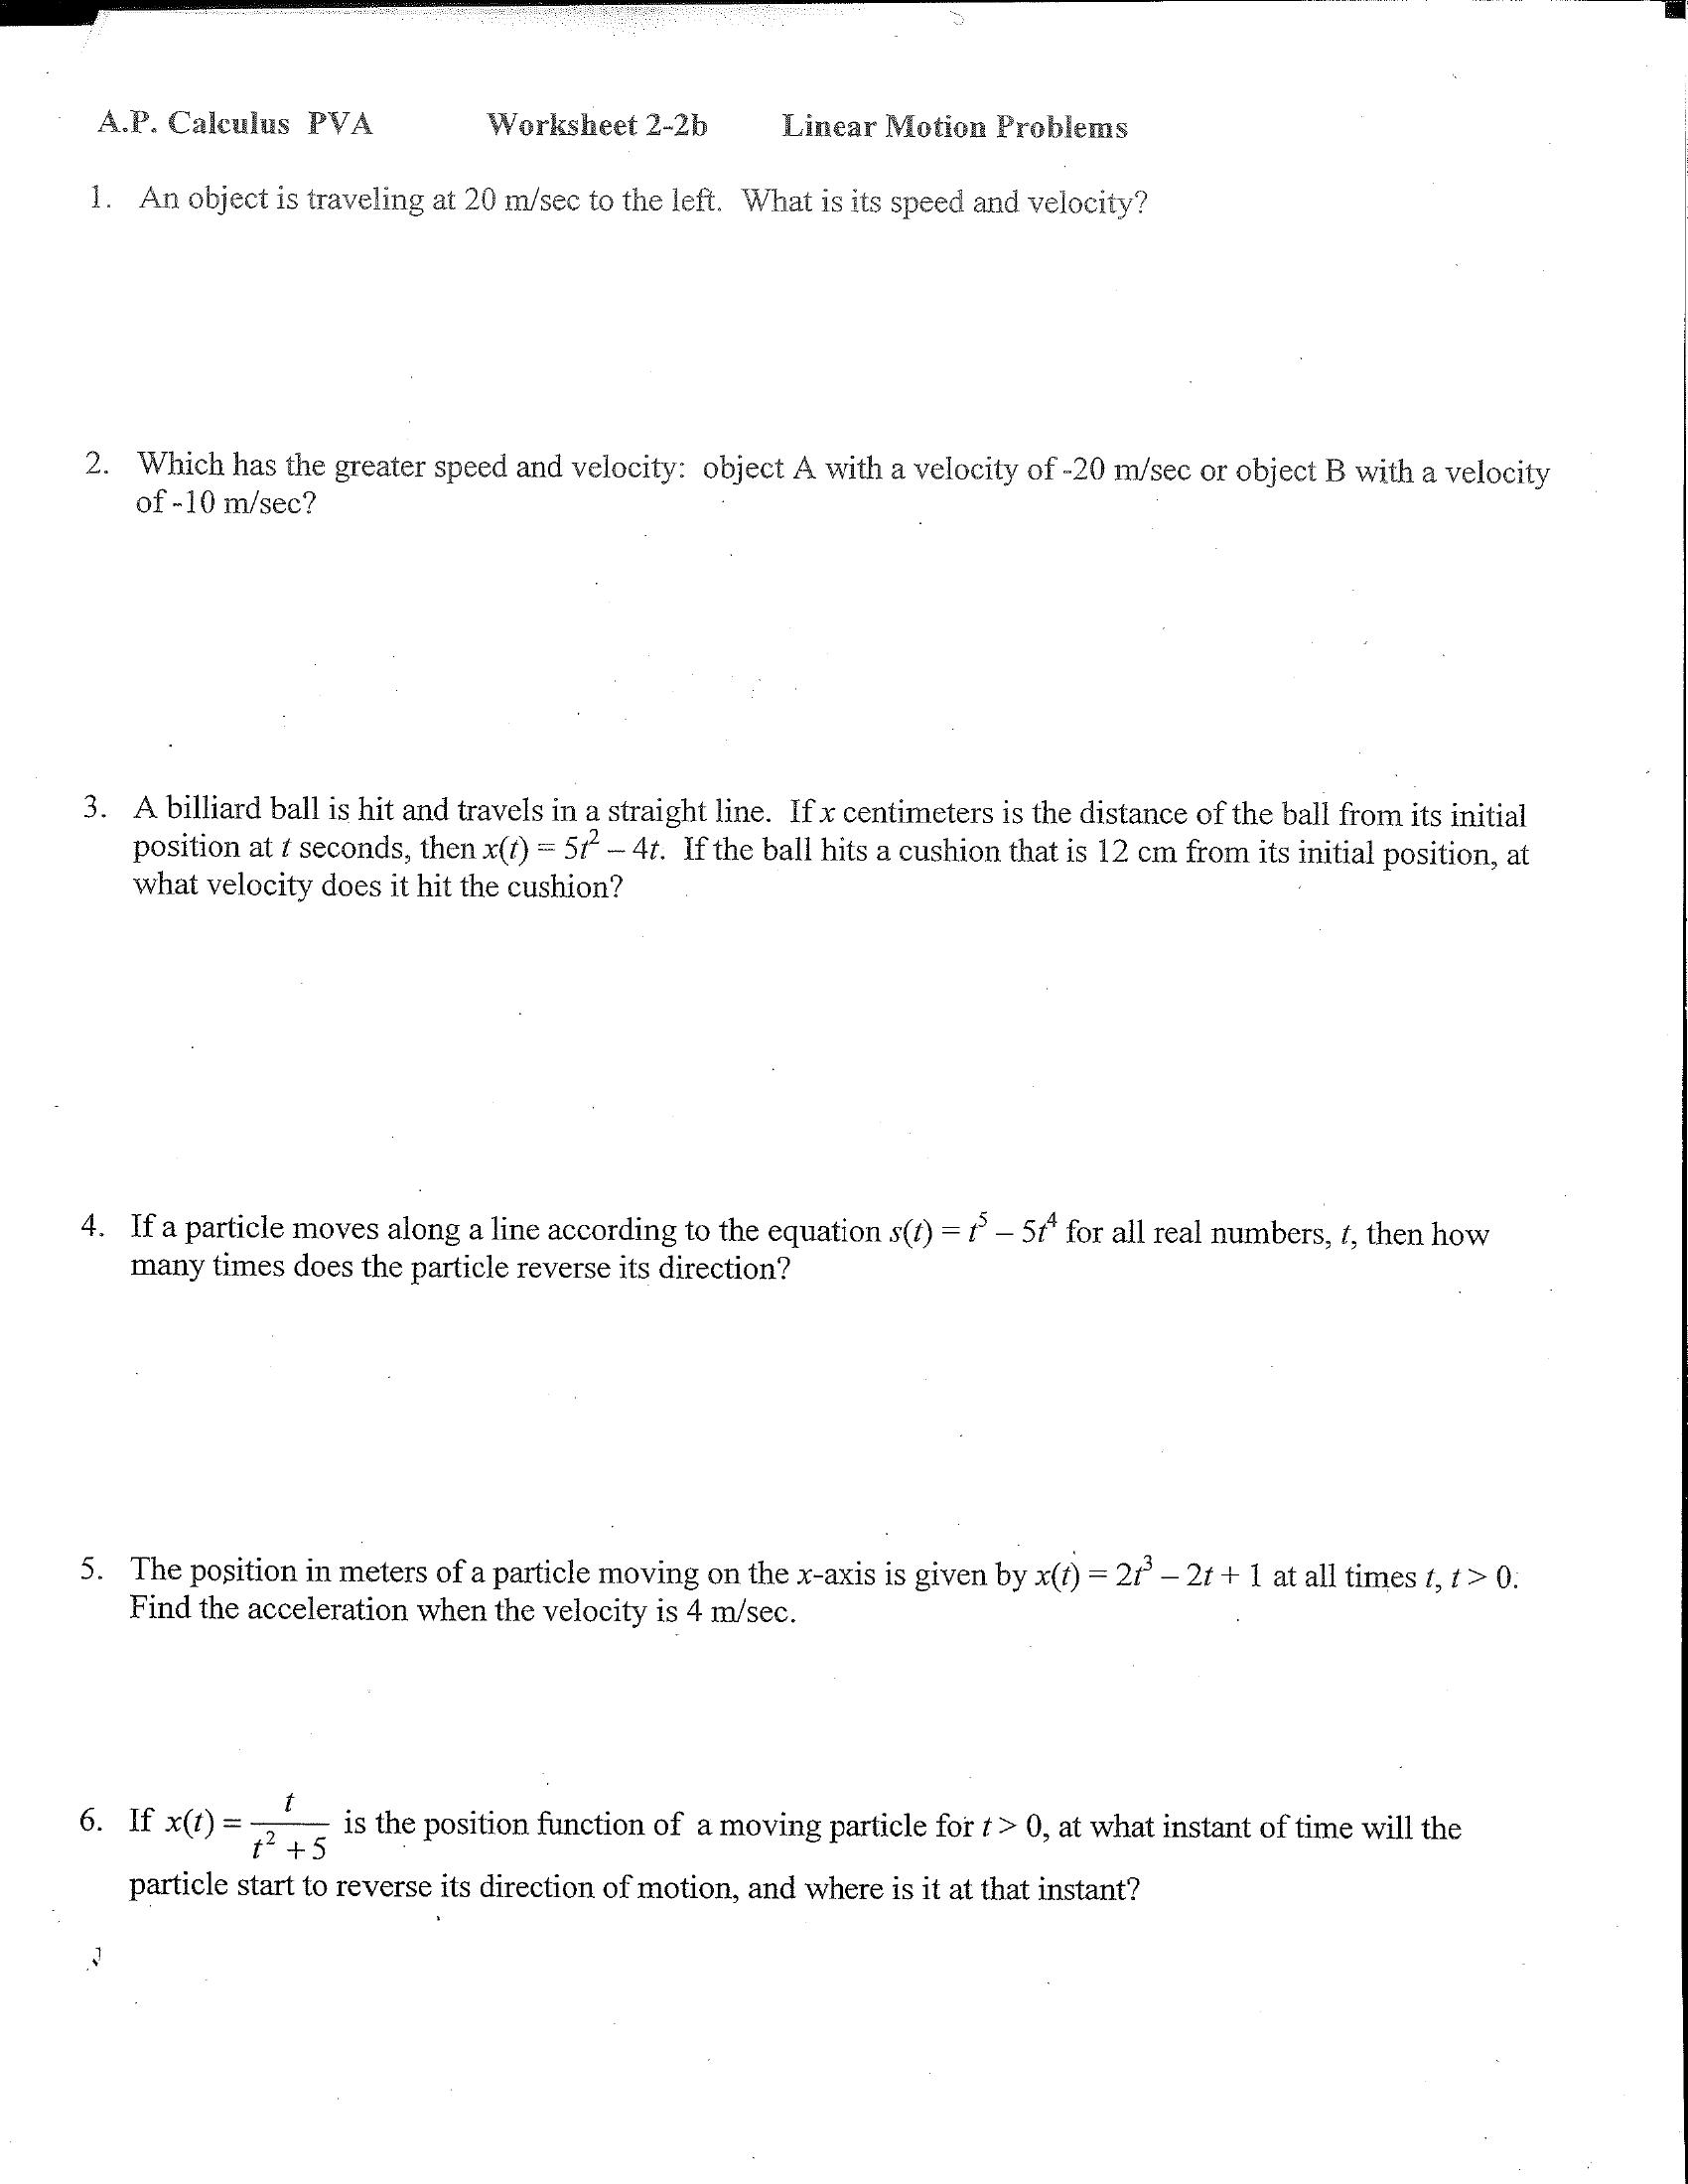 A.P. Calculus PVA Worksheet 2-2b Linear Motion Problems
1. An object is traveling at 20 m/sec to the left. What is its speed and velocity?
2. Which has the greater speed and velocity: object A with a velocity of -20 m/sec or object B with a velocity
of -10 m/sec?
3. A billiard ball is hit and travels in a straight line. If x centimeters is the distance of the ball from its initial
position at t seconds, then x(t) = 5t² – 4t. If the ball hits a cushion that is 12 cm from its initial position, at
what velocity does it hit the cushion?
4. If a particle moves along a line according to the equation s(t) = t⁵ – 5t⁴ for all real numbers, t, then how
many times does the particle reverse its direction?
5. The position in meters of a particle moving on the x-axis is given by x(t) = 2t³ – 2t + 1 at all times t, t > 0.
Find the acceleration when the velocity is 4 m/sec.
6. If x(t) = t / (t² + 5) is the position function of a moving particle for t > 0, at what instant of time will the
particle start to reverse its direction of motion, and where is it at that instant?